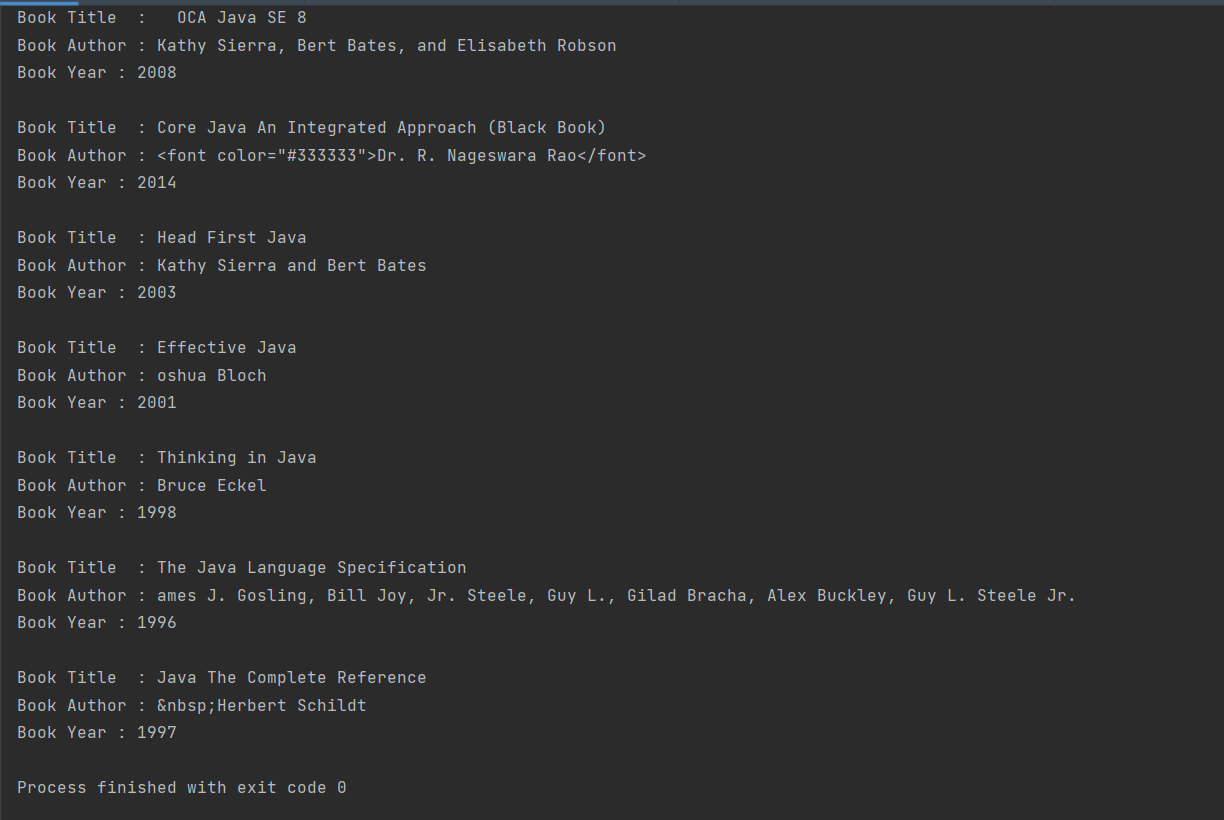 Book Title  :   OCA Java SE 8
Book Author : Kathy Sierra, Bert Bates, and Elisabeth Robson
Book Year : 2008

Book Title  : Core Java An Integrated Approach (Black Book)
Book Author : <font color="#333333">Dr. R. Nageswara Rao</font>
Book Year : 2014

Book Title  : Head First Java
Book Author : Kathy Sierra and Bert Bates
Book Year : 2003

Book Title  : Effective Java
Book Author : oshua Bloch
Book Year : 2001

Book Title  : Thinking in Java
Book Author : Bruce Eckel
Book Year : 1998

Book Title  : The Java Language Specification
Book Author : ames J. Gosling, Bill Joy, Jr. Steele, Guy L., Gilad Bracha, Alex Buckley, Guy L. Steele Jr.
Book Year : 1996

Book Title  : Java The Complete Reference
Book Author : &nbsp;Herbert Schildt
Book Year : 1997

Process finished with exit code 0